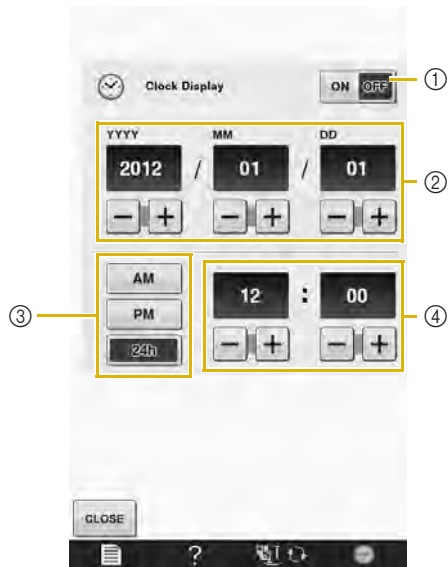 Clock Display ON OFF ①
YYYY MM DD
2012 / 01 / 01 ②
− + − + − +
AM
PM
24h
③
12 : 00
④
− + − +
CLOSE
?